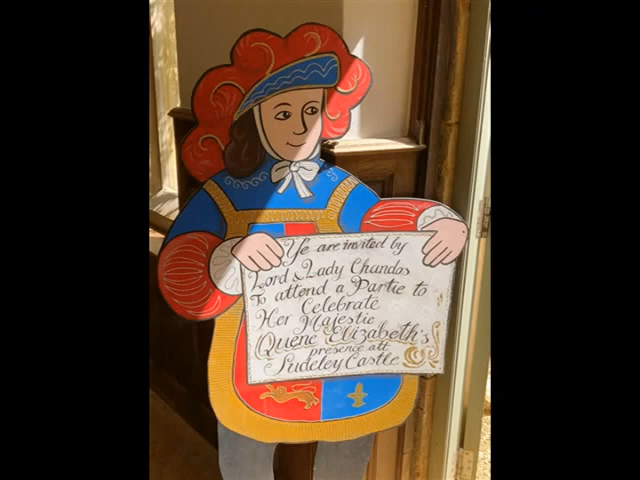 Ye are invited by
Lord & Lady Chandos
To attend a Partie to
Celebrate
Her Majestie
Quene Elizabeth's
presence att
Sudeley Castle